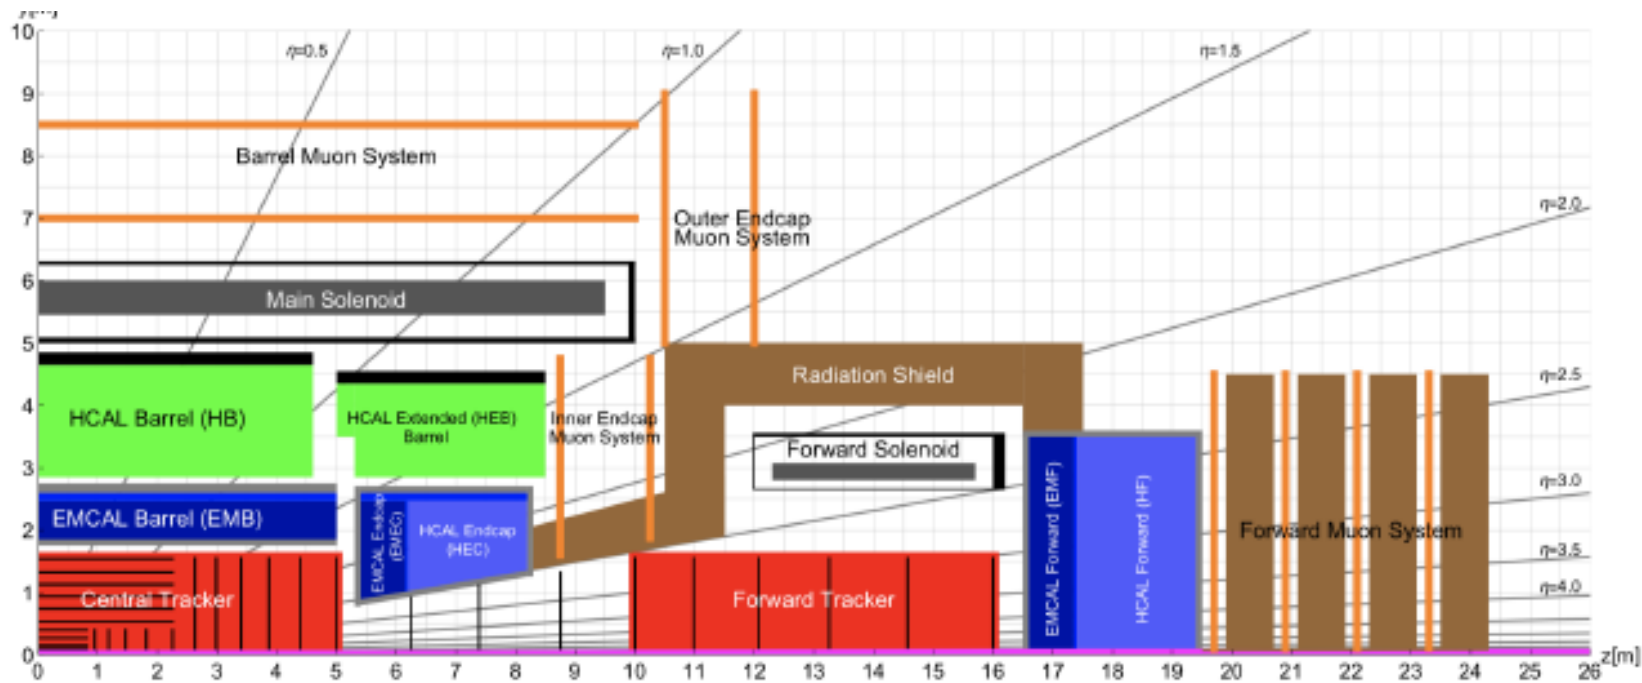 y[m]
10
9
8
7
6
5
4
3
2
1
0
η=0.5
η=1.0
η=1.5
η=2.0
η=2.5
η=3.0
η=3.5
η=4.0
Barrel Muon System
Outer Endcap
Muon System
Main Solenoid
HCAL Barrel (HB)
HCAL Extended (HEB)
Barrel
Inner Endcap
Muon System
Radiation Shield
Forward Solenoid
EMCAL Barrel (EMB)
EMCAL Endcap
(EMEC)
HCAL Endcap
(HEC)
Central Tracker
Forward Tracker
EMCAL Forward (EMF)
HCAL Forward (HF)
Forward Muon System
0 1 2 3 4 5 6 7 8 9 10 11 12 13 14 15 16 17 18 19 20 21 22 23 24 25 26
z[m]